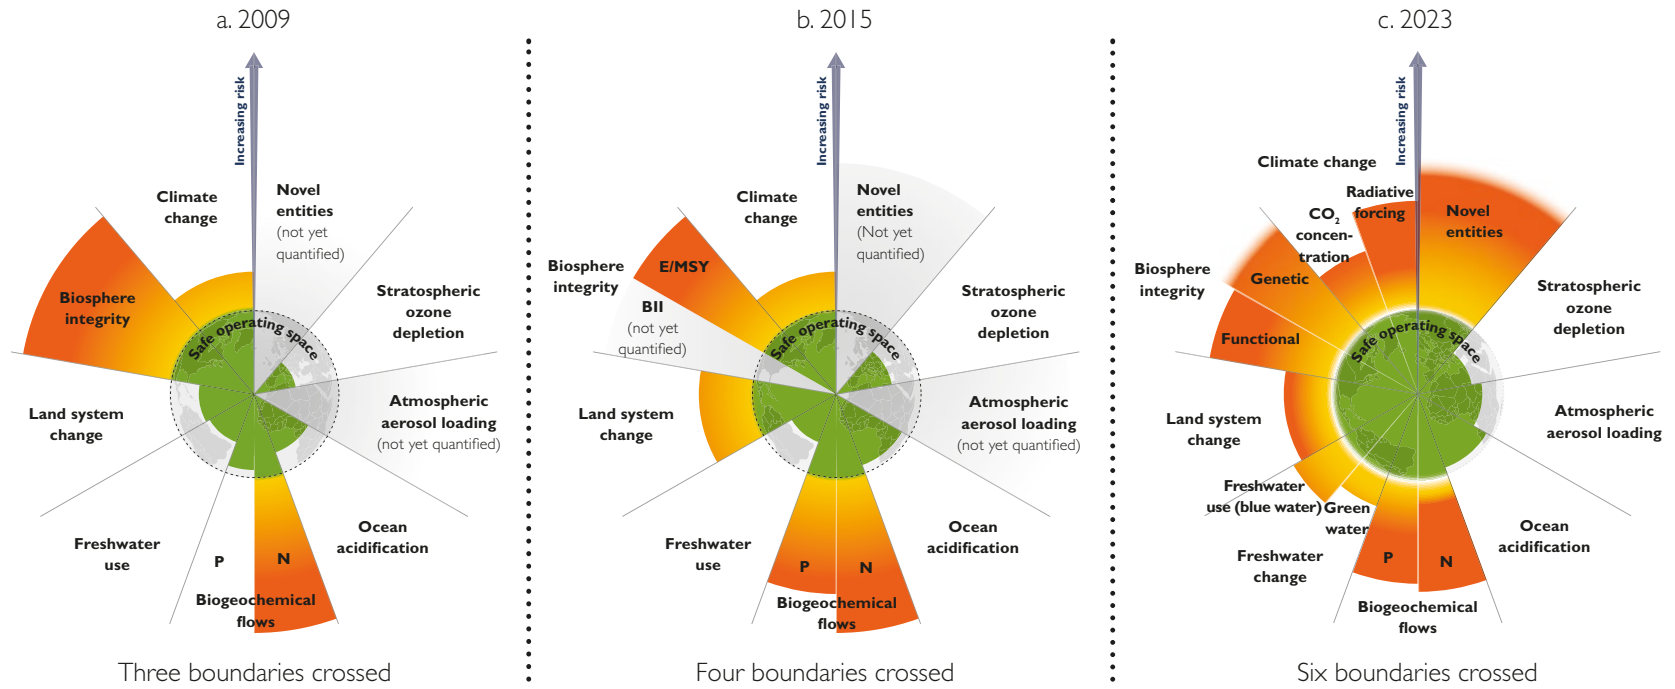 a. 2009
Increasing risk
Climate
change
Novel
entities
(not yet
quantified)
Biosphere
integrity
Stratospheric
ozone
depletion
Safe operating space
Land system
change
Atmospheric
aerosol loading
(not yet quantified)
Freshwater
use
P
N
Ocean
acidification
Biogeochemical
flows
Three boundaries crossed
b. 2015
Increasing risk
Climate
change
Novel
entities
(Not yet
quantified)
Biosphere
integrity
E/MSY
BII
(not yet
quantified)
Stratospheric
ozone
depletion
Safe operating space
Land system
change
Atmospheric
aerosol loading
(not yet quantified)
Freshwater
use
P
N
Ocean
acidification
Biogeochemical
flows
Four boundaries crossed
c. 2023
Increasing risk
Climate change
Radiative
forcing
CO2
concen-
tration
Novel
entities
Biosphere
integrity
Genetic
Functional
Stratospheric
ozone
depletion
Safe operating space
Land system
change
Atmospheric
aerosol loading
Freshwater
use (blue water)
Green
water
Freshwater
change
P
N
Ocean
acidification
Biogeochemical
flows
Six boundaries crossed